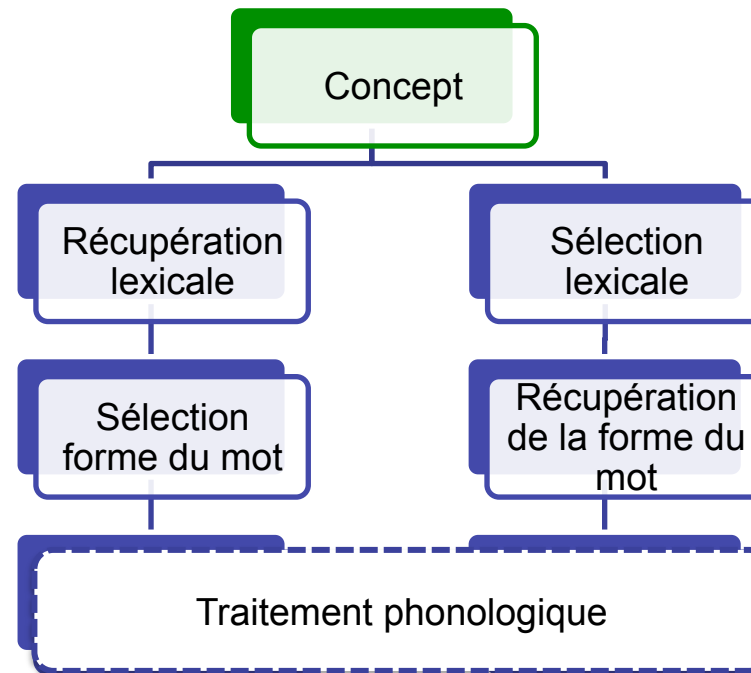 Concept
Récupération
lexicale
Sélection
lexicale
Sélection
forme du mot
Récupération
de la forme du
mot
Traitement phonologique